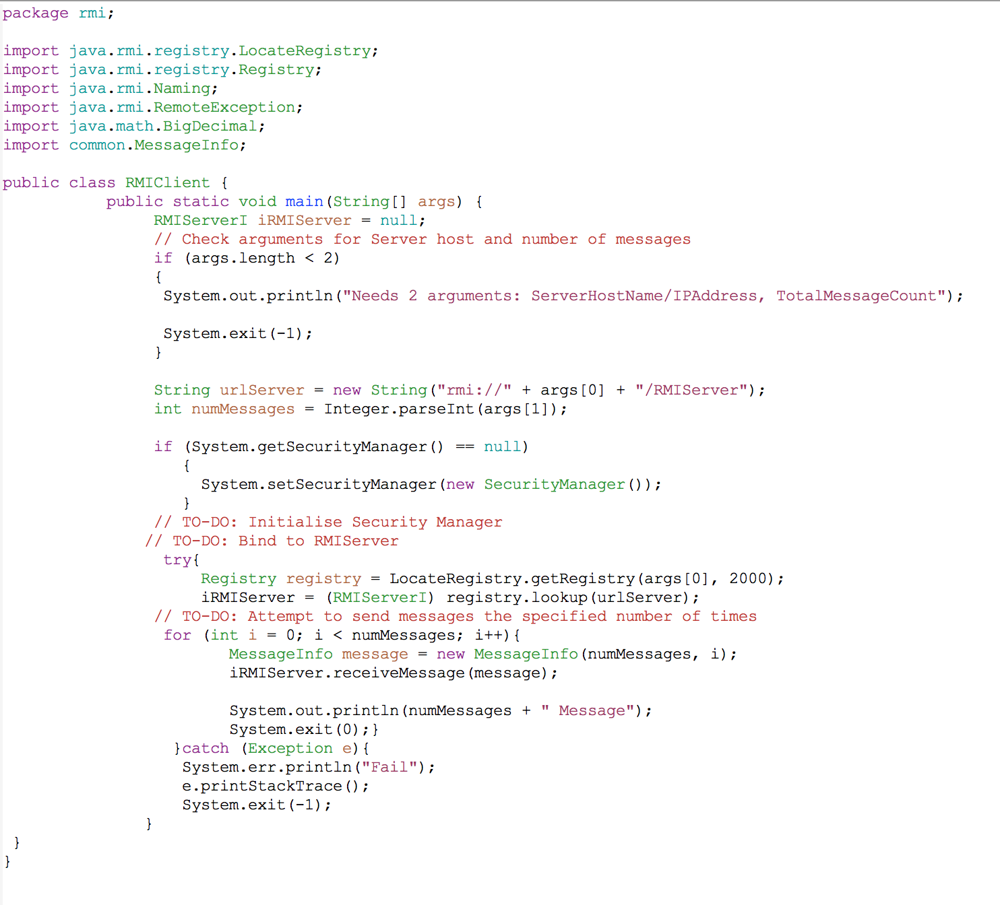 package rmi;
import java.rmi.registry.LocateRegistry;
import java.rmi.registry.Registry;
import java.rmi.Naming;
import java.rmi.RemoteException;
import java.math.BigDecimal;
import common.MessageInfo;
public class RMIClient {
public static void main(String[] args) {
RMIServerI iRMIServer = null;
// Check arguments for Server host and number of messages
if (args.length < 2)
{
System.out.println("Needs 2 arguments: ServerHostName/IPAddress, TotalMessageCount");
System.exit(-1);
}
String urlServer = new String("rmi://" + args[0] + "/RMIServer");
int numMessages = Integer.parseInt(args[1]);
if (System.getSecurityManager() == null)
{
System.setSecurityManager(new SecurityManager());
}
// TO-DO: Initialise Security Manager
// TO-DO: Bind to RMIServer
try{
Registry registry = LocateRegistry.getRegistry(args[0], 2000);
iRMIServer = (RMIServerI) registry.lookup(urlServer);
// TO-DO: Attempt to send messages the specified number of times
for (int i = 0; i < numMessages; i++){
MessageInfo message = new MessageInfo(numMessages, i);
iRMIServer.receiveMessage(message);
System.out.println(numMessages + " Message");
System.exit(0);}
}catch (Exception e){
System.err.println("Fail");
e.printStackTrace();
System.exit(-1);
}
}
}